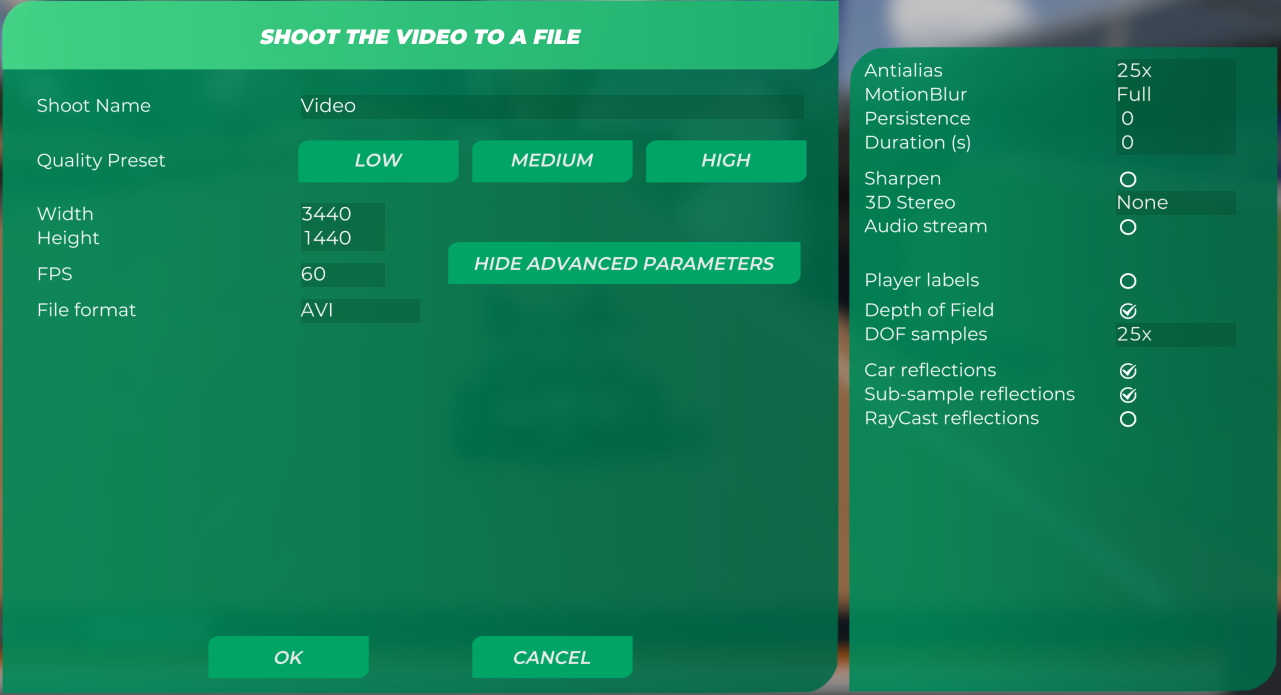 SHOOT THE VIDEO TO A FILE
Shoot Name Video
Quality Preset LOW MEDIUM HIGH
Width 3440
Height 1440
HIDE ADVANCED PARAMETERS
FPS 60
File format AVI
OK CANCEL
Antialias 25x
MotionBlur Full
Persistence 0
Duration (s) 0
Sharpen
3D Stereo None
Audio stream
Player labels
Depth of Field
DOF samples 25x
Car reflections
Sub-sample reflections
RayCast reflections